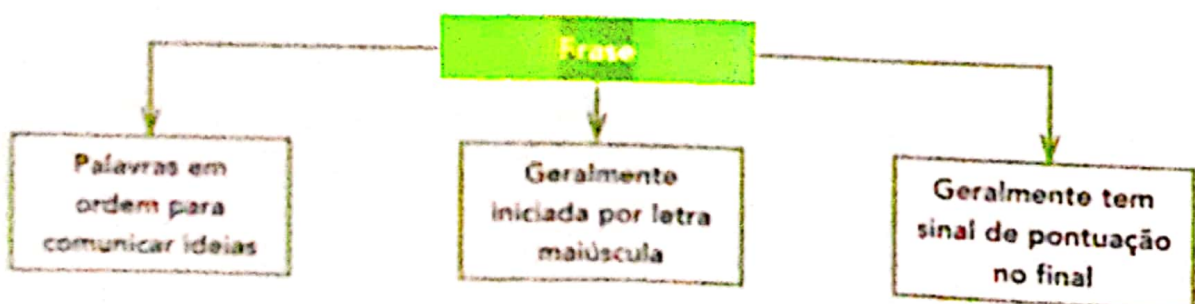 Frase
Palavras em
ordem para
comunicar ideias
Geralmente
iniciada por letra
maiúscula
Geralmente tem
sinal de pontuação
no final